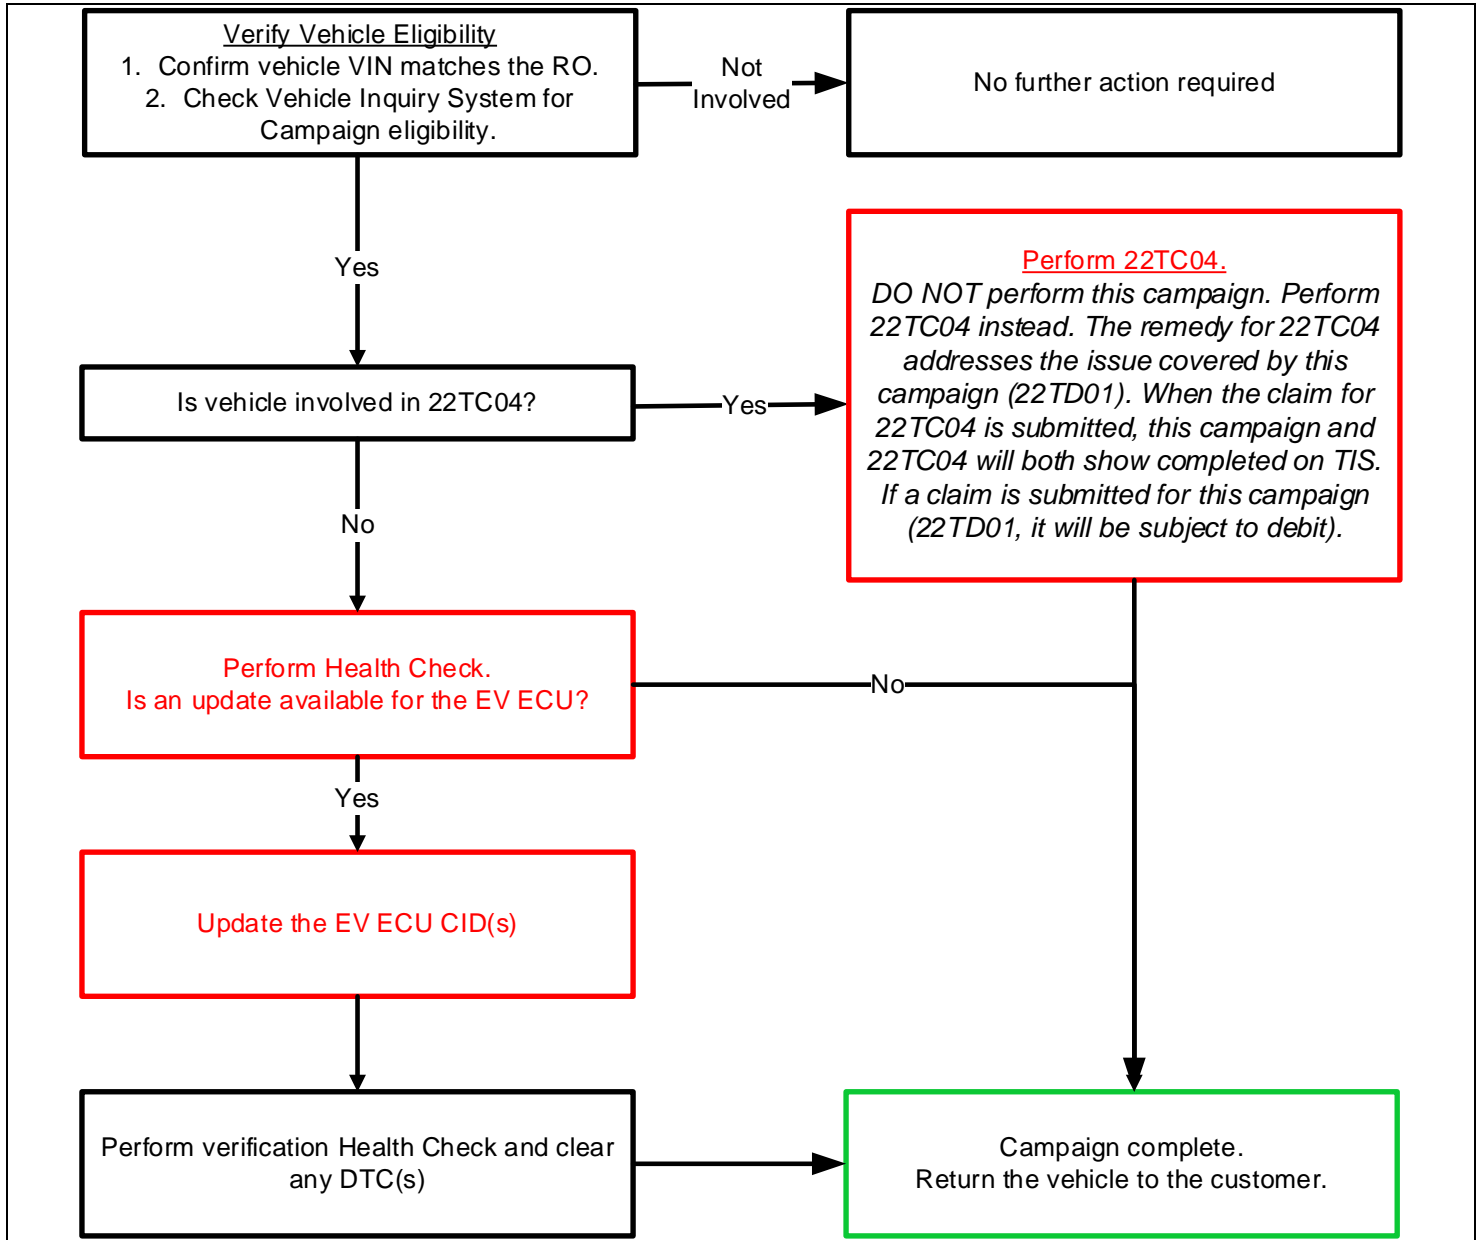 Verify Vehicle Eligibility
1. Confirm vehicle VIN matches the RO.
2. Check Vehicle Inquiry System for
Campaign eligibility.
Not
Involved
No further action required
Yes
Is vehicle involved in 22TC04?
Yes
Perform 22TC04.
DO NOT perform this campaign. Perform
22TC04 instead. The remedy for 22TC04
addresses the issue covered by this
campaign (22TD01). When the claim for
22TC04 is submitted, this campaign and
22TC04 will both show completed on TIS.
If a claim is submitted for this campaign
(22TD01, it will be subject to debit).
No
Perform Health Check.
Is an update available for the EV ECU?
No
Yes
Update the EV ECU CID(s)
Perform verification Health Check and clear
any DTC(s)
Campaign complete.
Return the vehicle to the customer.